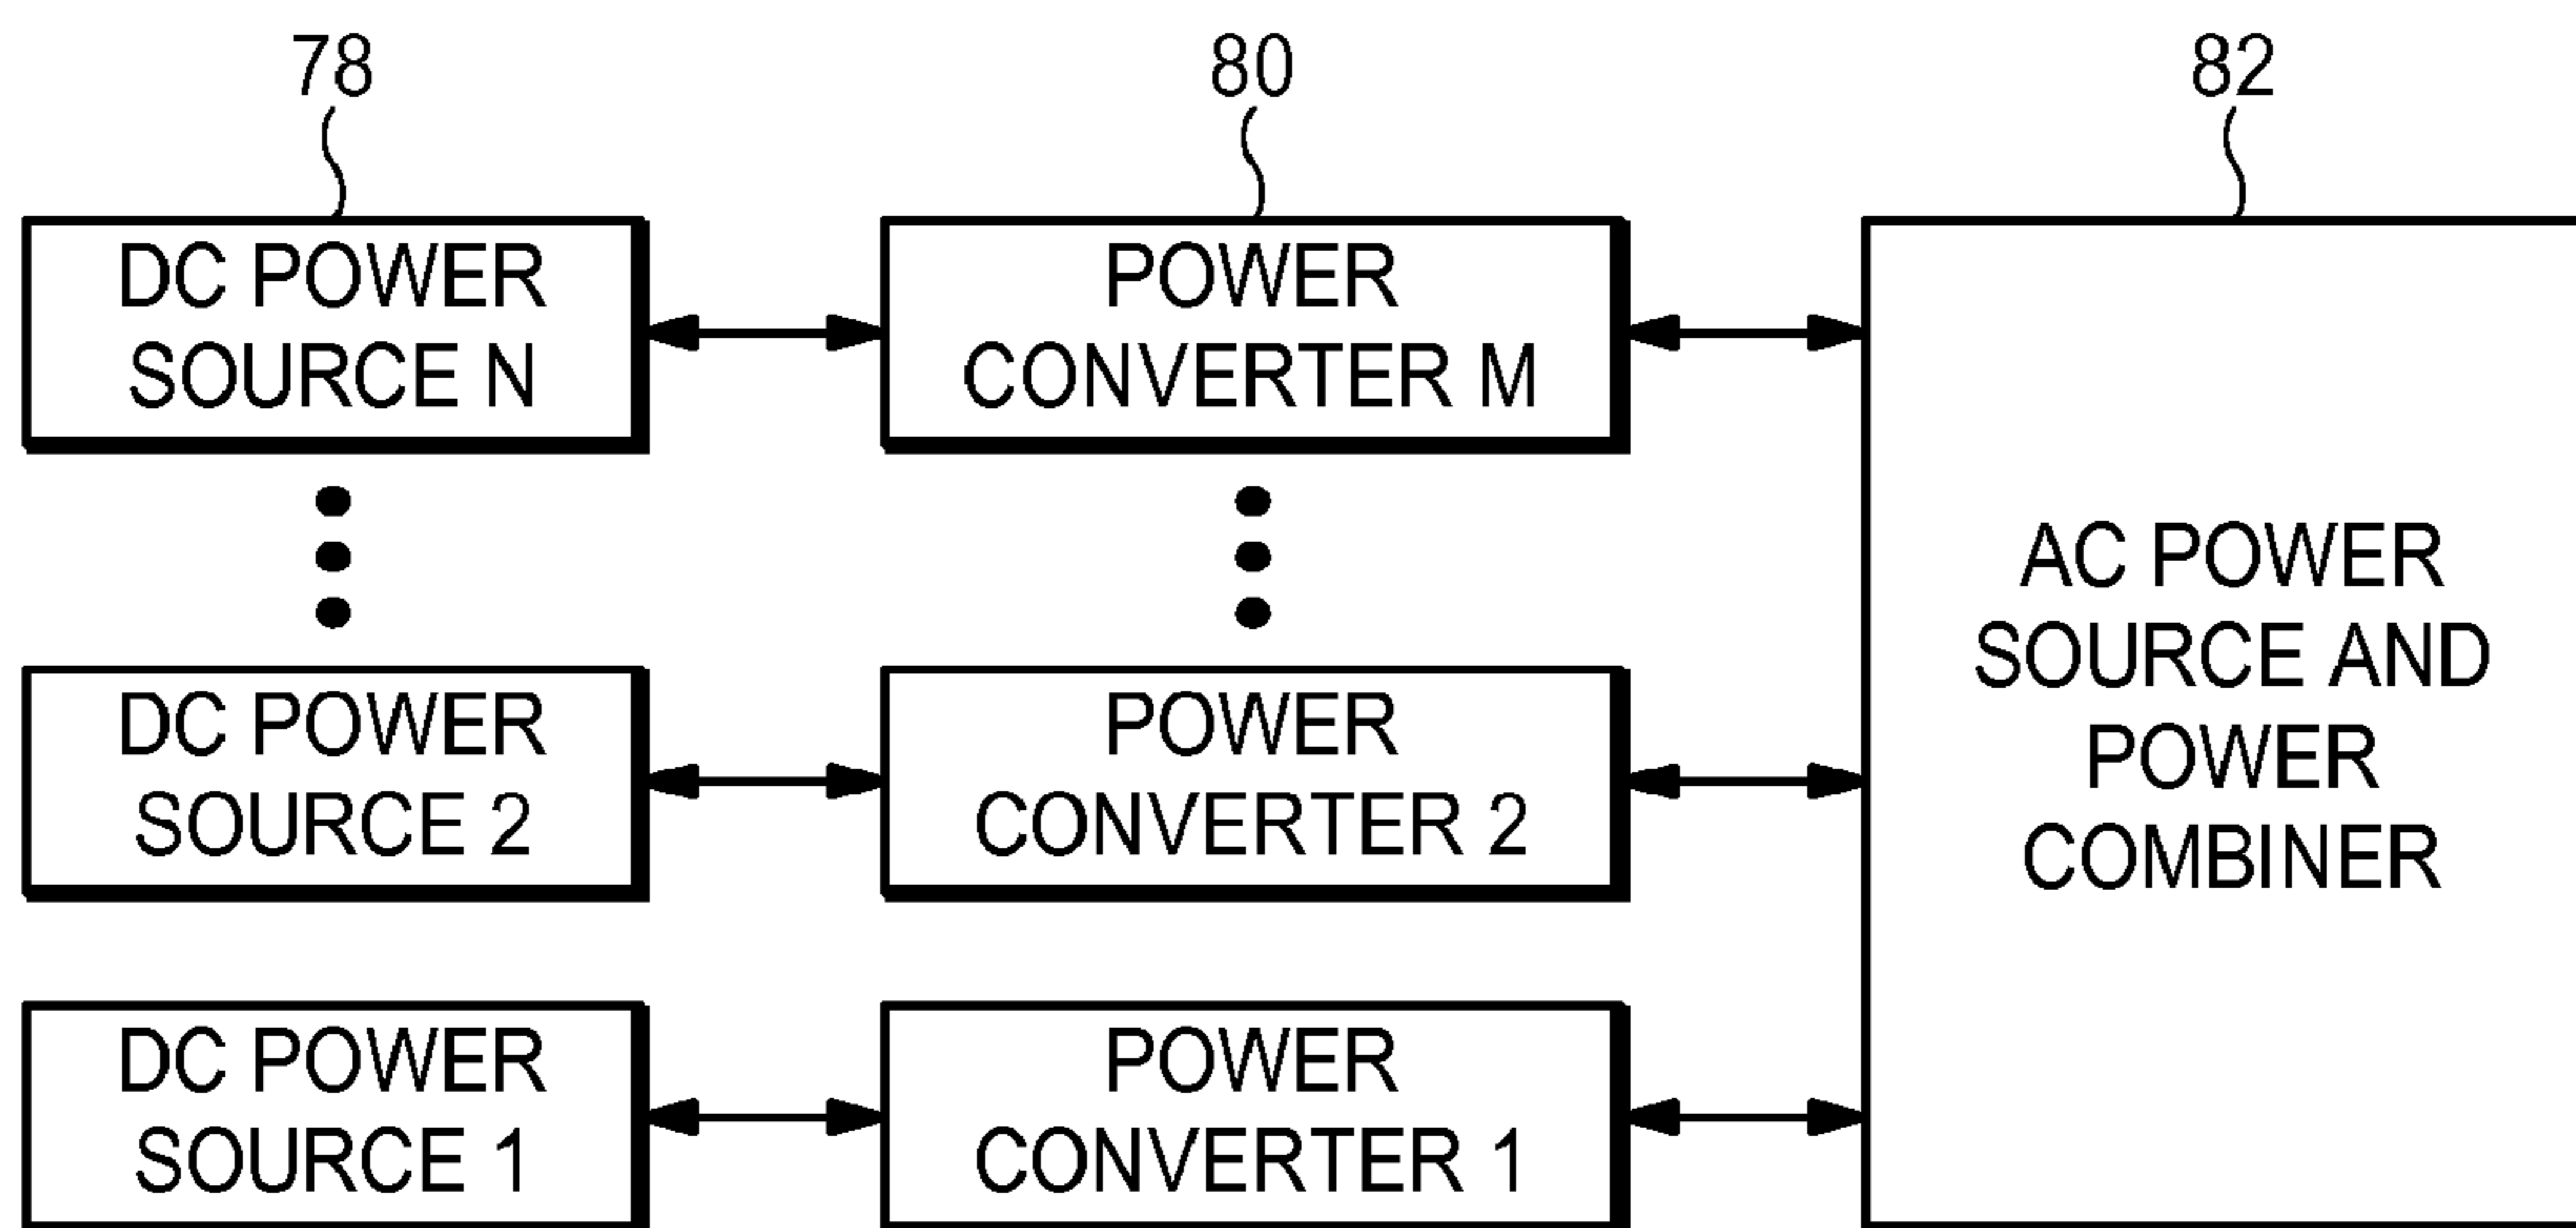 78
80
82
DC POWER
SOURCE N
POWER
CONVERTER M
DC POWER
SOURCE 2
POWER
CONVERTER 2
DC POWER
SOURCE 1
POWER
CONVERTER 1
AC POWER
SOURCE AND
POWER
COMBINER